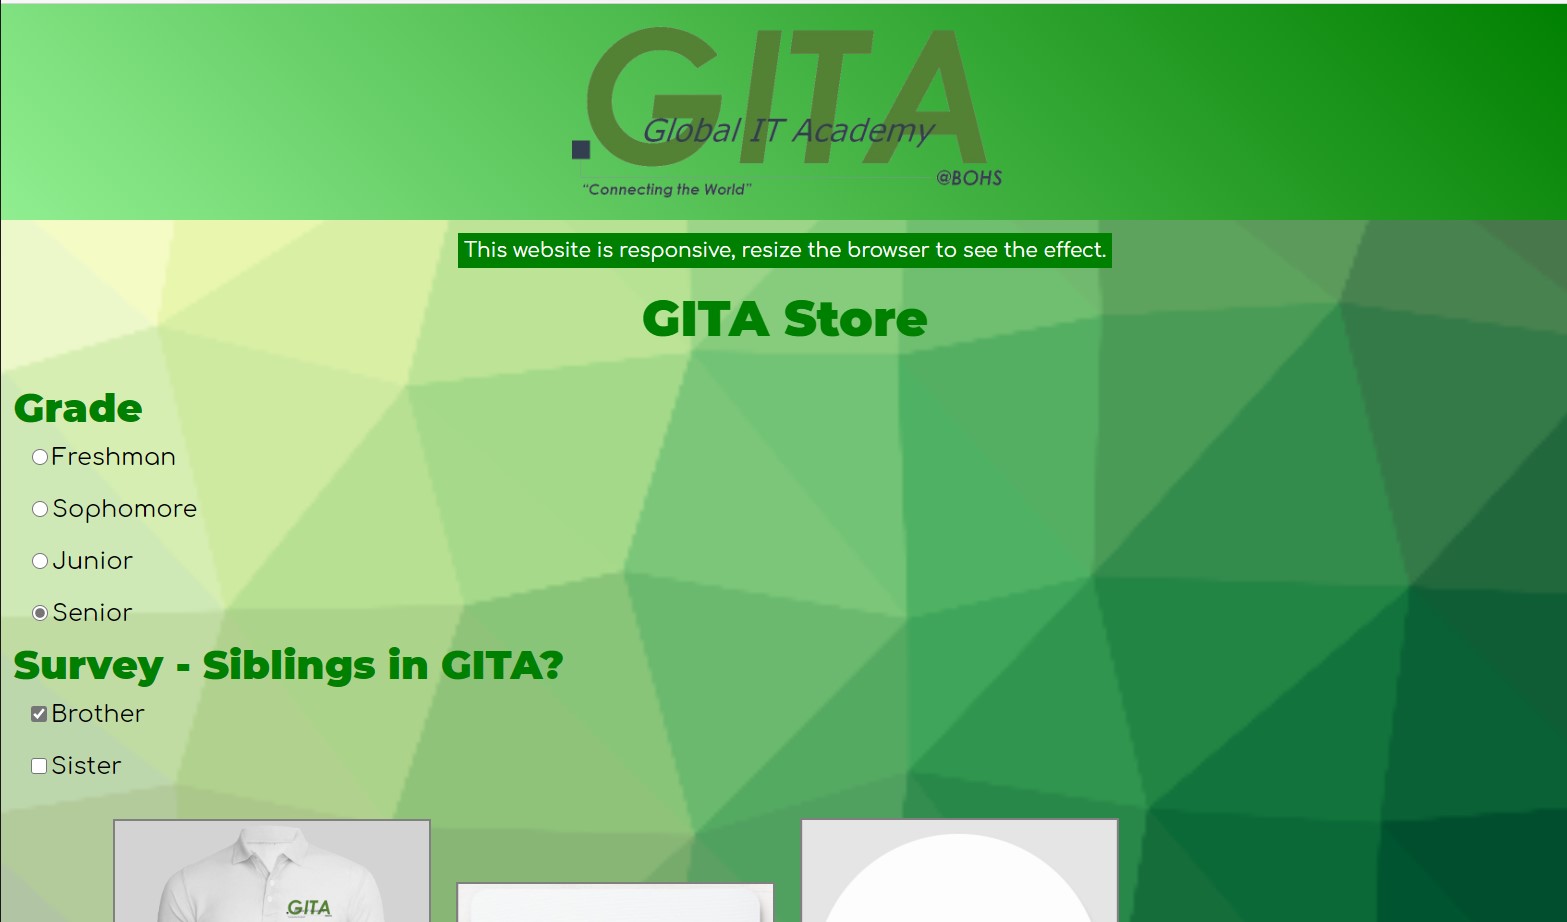 GITA
Global IT Academy
@BOHS
“Connecting the World”
This website is responsive, resize the browser to see the effect.
GITA Store
Grade
Freshman
Sophomore
Junior
Senior
Survey - Siblings in GITA?
Brother
Sister
.GITA